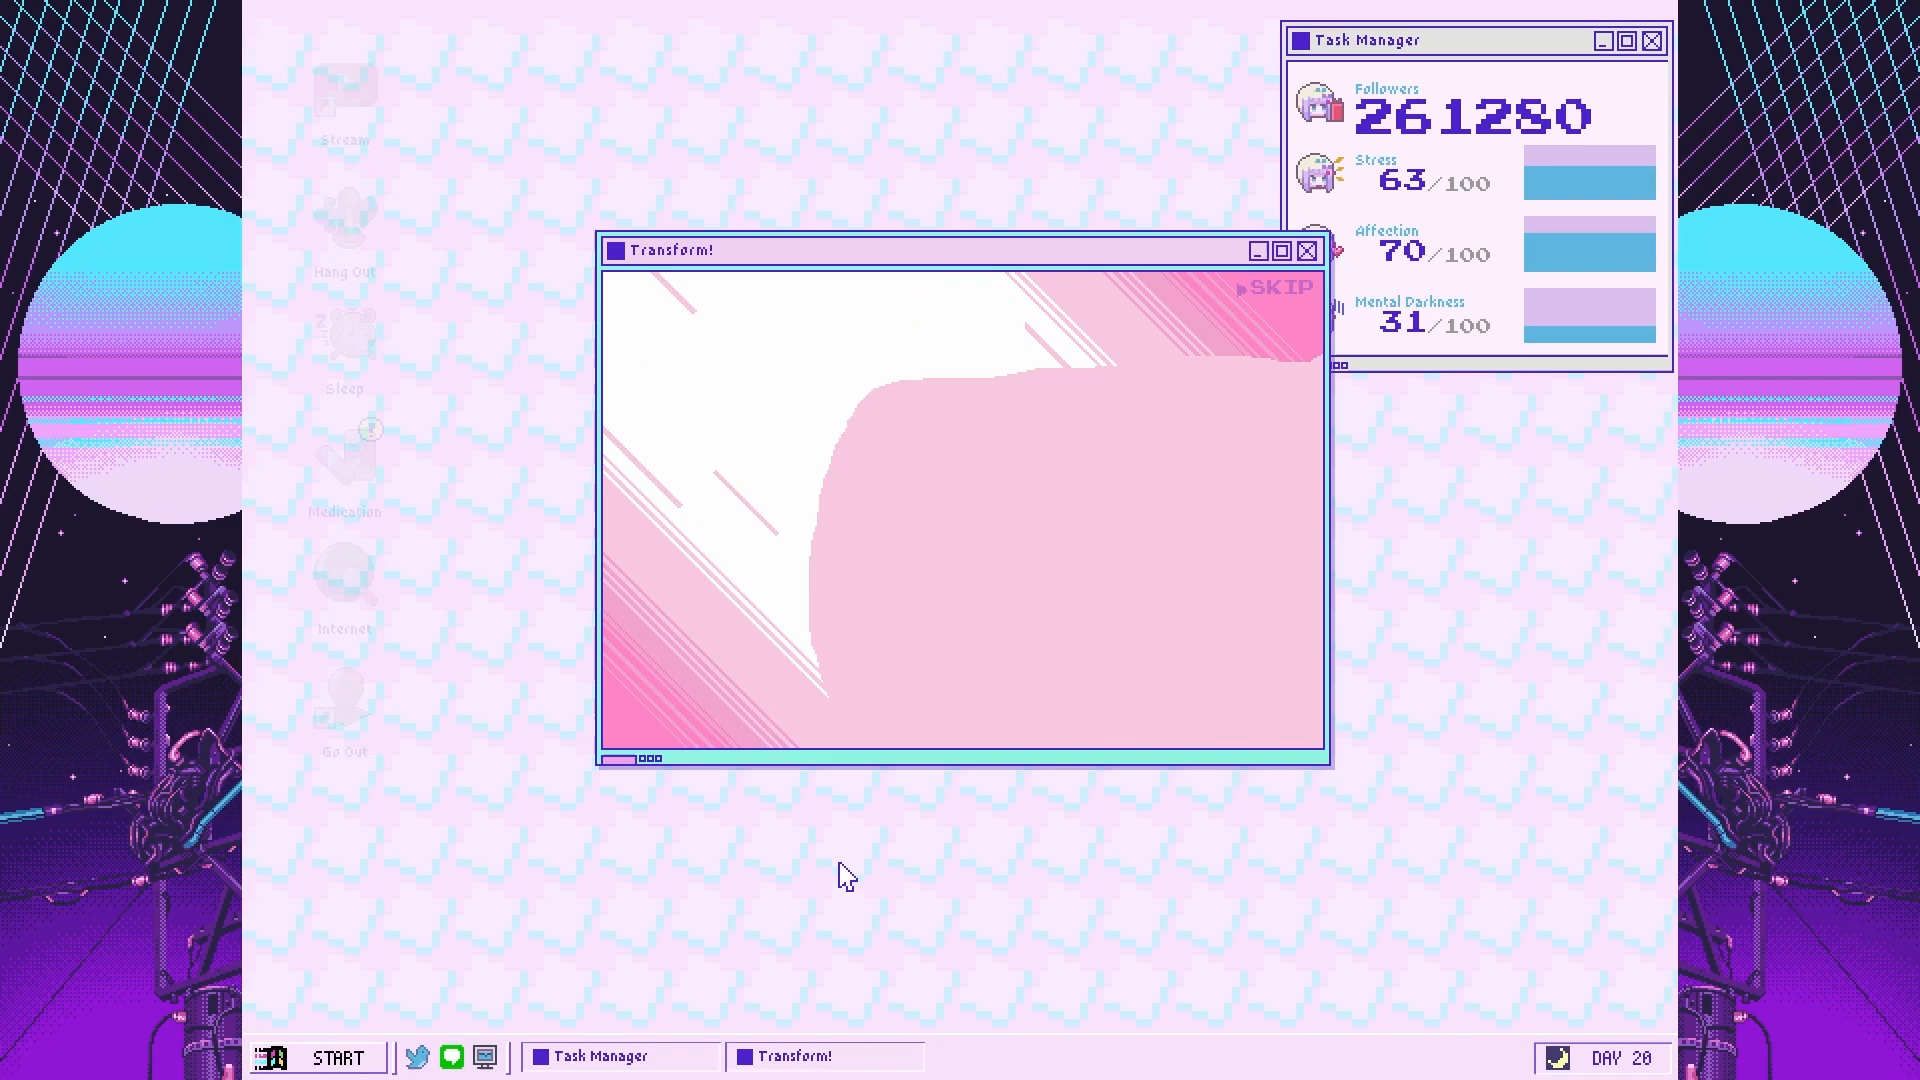 Task Manager
Followers
261280
Stress
63/100
Affection
70/100
Mental Darkness
31/100
Transform!
▶SKIP
Stream
Hang Out
Sleep
Medication
Internet
Go Out
START
Task Manager
Transform!
DAY 20